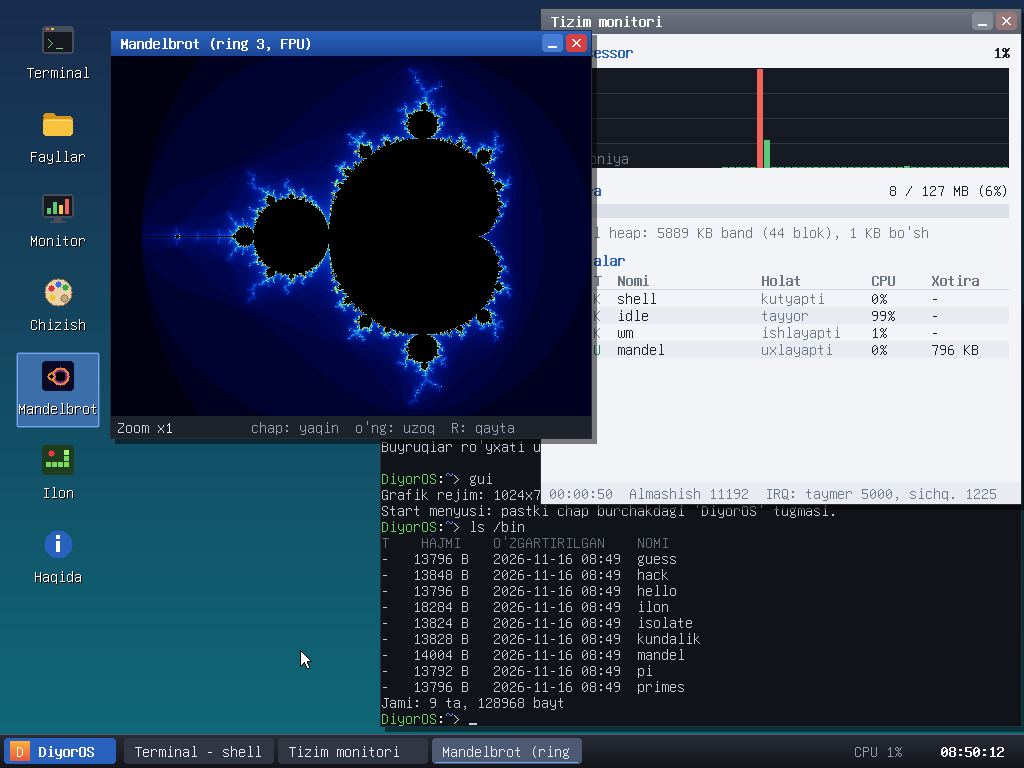 Terminal
Fayllar
Monitor
Chizish
Mandelbrot
Ilon
Haqida
Mandelbrot (ring 3, FPU)
Zoom x1 chap: yaqin o'ng: uzoq R: qayta
Tizim monitori
1%
8 / 127 MB (6%)
heap: 5889 KB band (44 blok), 1 KB bo'sh
Nomi Holat CPU Xotira
shell kutyapti 0% -
idle tayyor 99% -
wm ishlayapti 1% -
mandel uxlayapti 0% 796 KB
00:00:50 Almashish 11192 IRQ: taymer 5000, sichq. 1225
Buyruqlar ro'yxati u
DiyorOS:~> gui
Grafik rejim: 1024x7
Start menyusi: pastki chap burchakdagi 'DiyorOS' tugmasi.
DiyorOS:~> ls /bin
T HAJMI O'ZGARTIRILGAN NOMI
- 13796 B 2026-11-16 08:49 guess
- 13848 B 2026-11-16 08:49 hack
- 13796 B 2026-11-16 08:49 hello
- 18284 B 2026-11-16 08:49 ilon
- 13824 B 2026-11-16 08:49 isolate
- 13828 B 2026-11-16 08:49 kundalik
- 14004 B 2026-11-16 08:49 mandel
- 13792 B 2026-11-16 08:49 pi
- 13796 B 2026-11-16 08:49 primes
Jami: 9 ta, 128968 bayt
DiyorOS:~> _
D DiyorOS
Terminal - shell
Tizim monitori
Mandelbrot (ring
CPU 1%
08:50:12